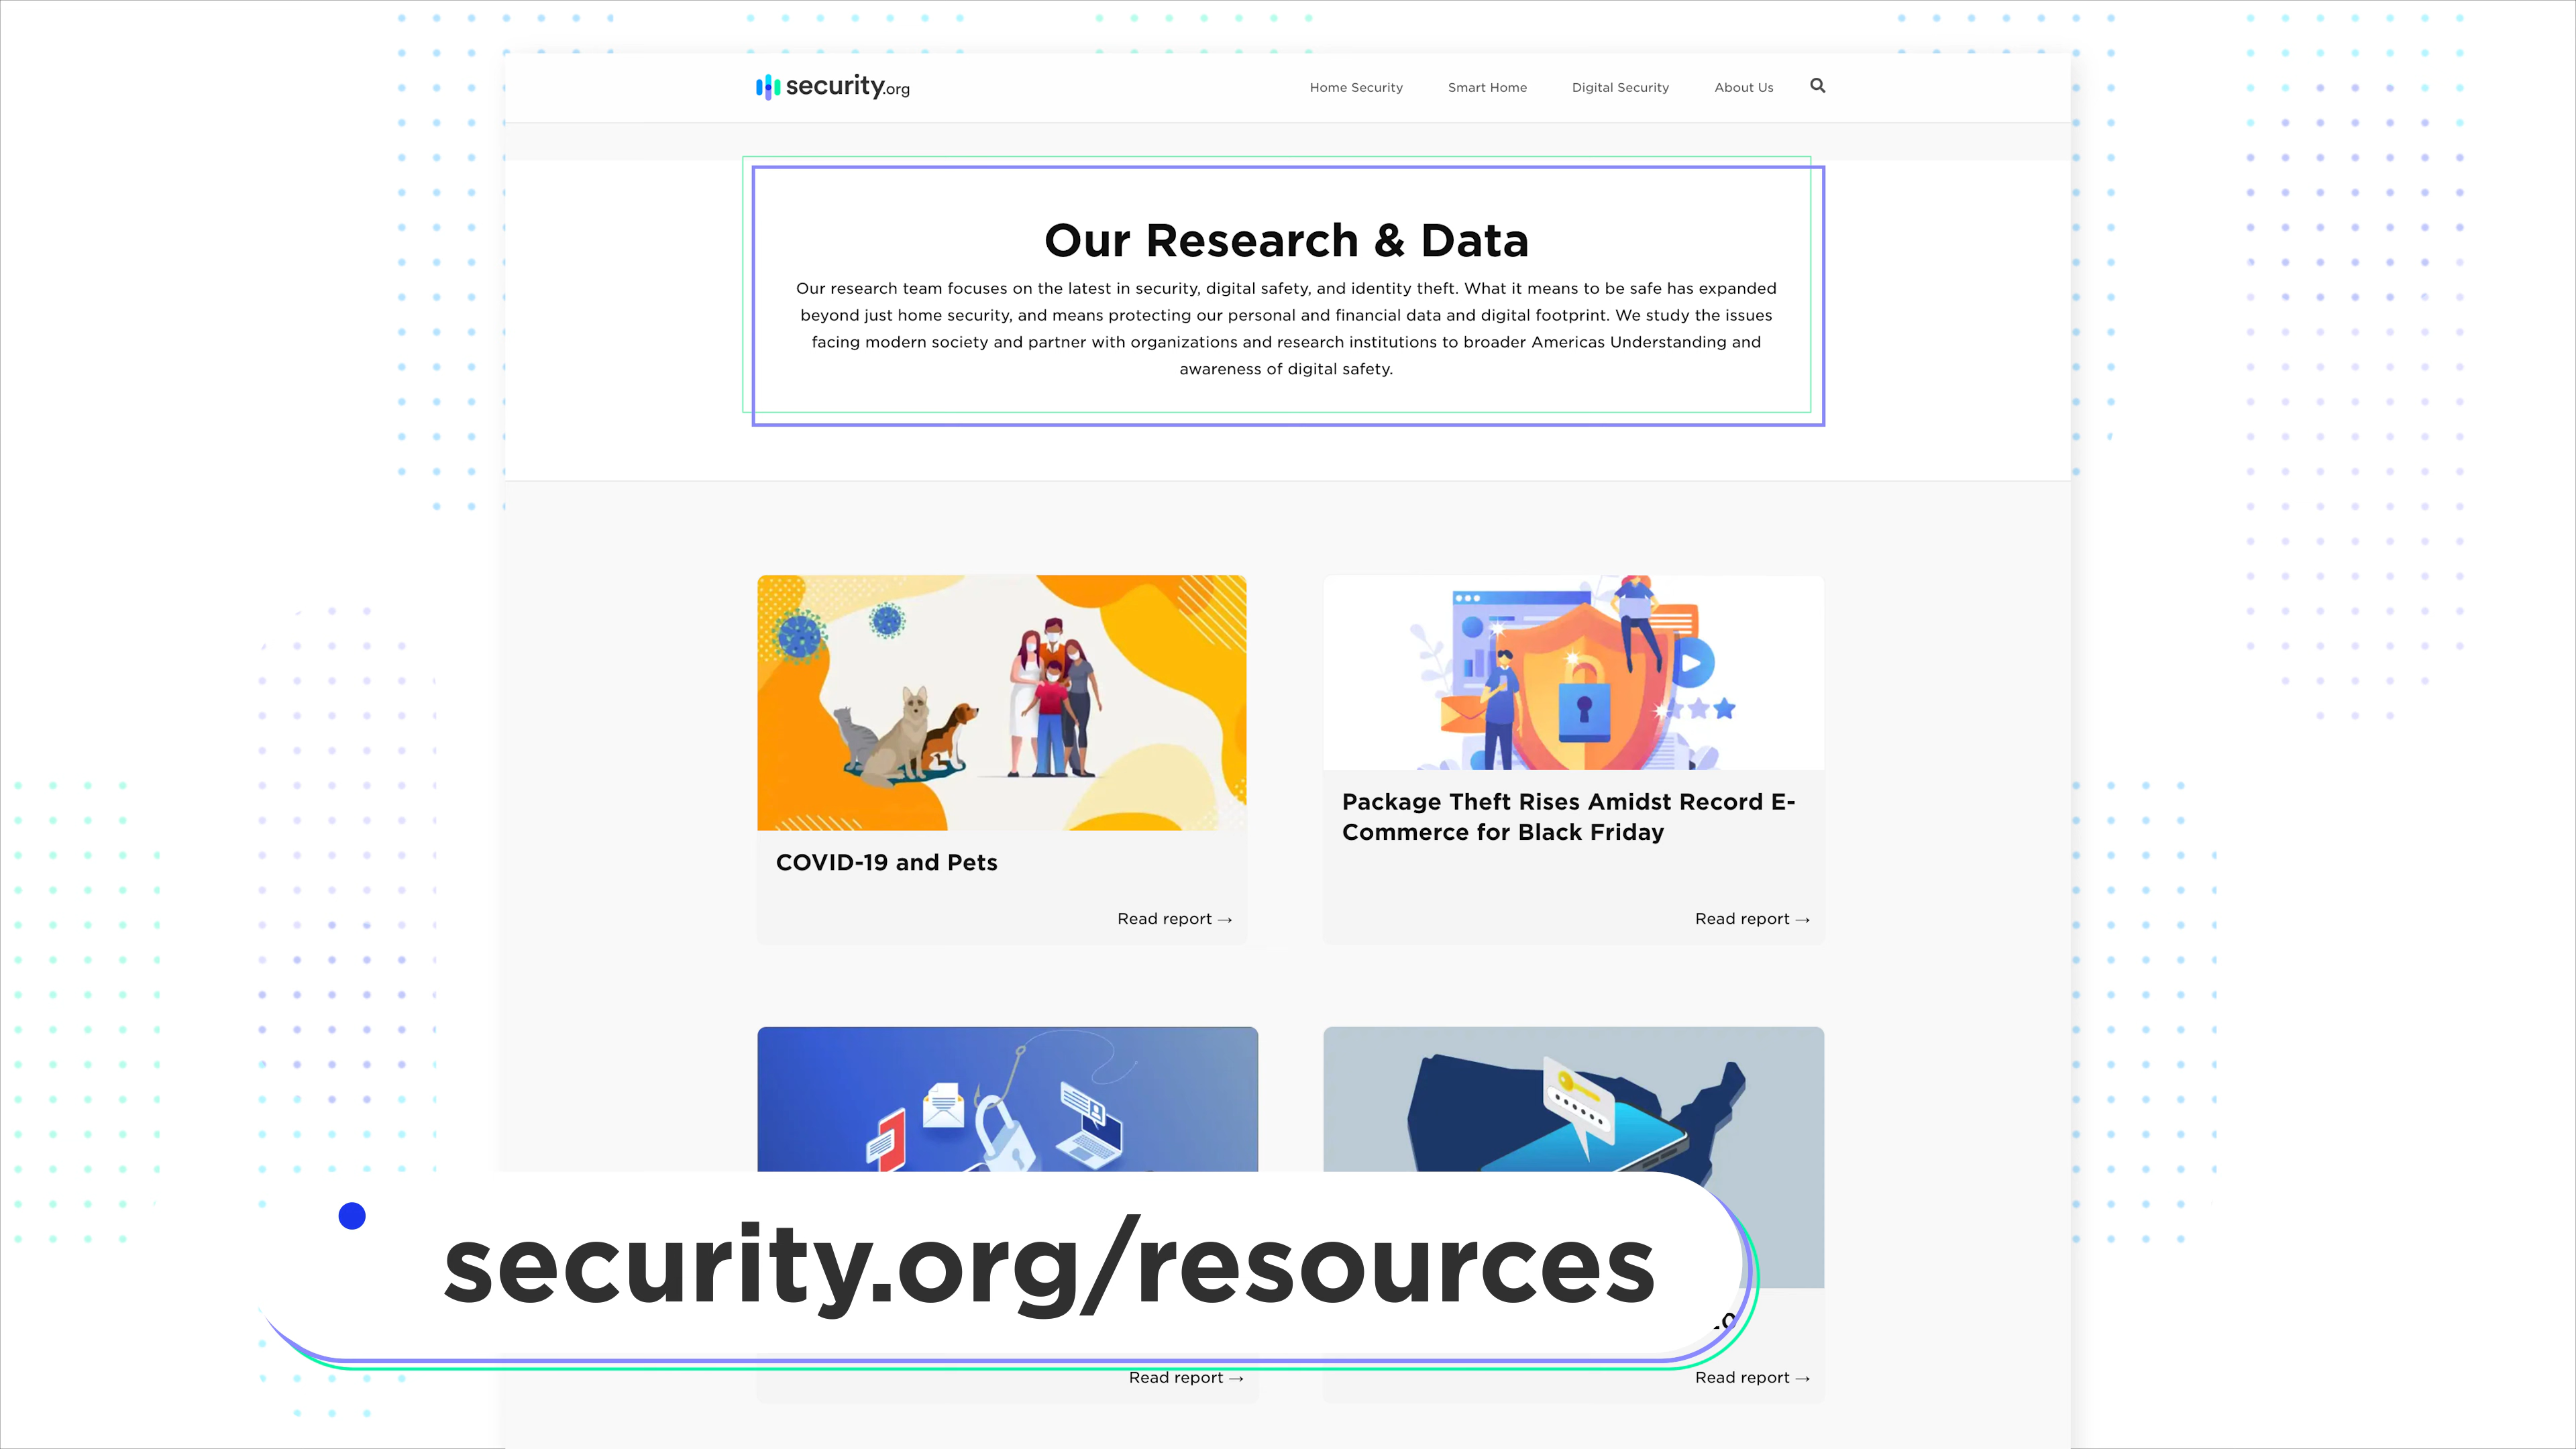 security.org
Home Security
Smart Home
Digital Security
About Us
Our Research & Data
Our research team focuses on the latest in security, digital safety, and identity theft. What it means to be safe has expanded
beyond just home security, and means protecting our personal and financial data and digital footprint. We study the issues
facing modern society and partner with organizations and research institutions to broader Americas Understanding and
awareness of digital safety.
COVID-19 and Pets
Read report →
Package Theft Rises Amidst Record E-
Commerce for Black Friday
Read report →
security.org/resources
Read report →
Read report →